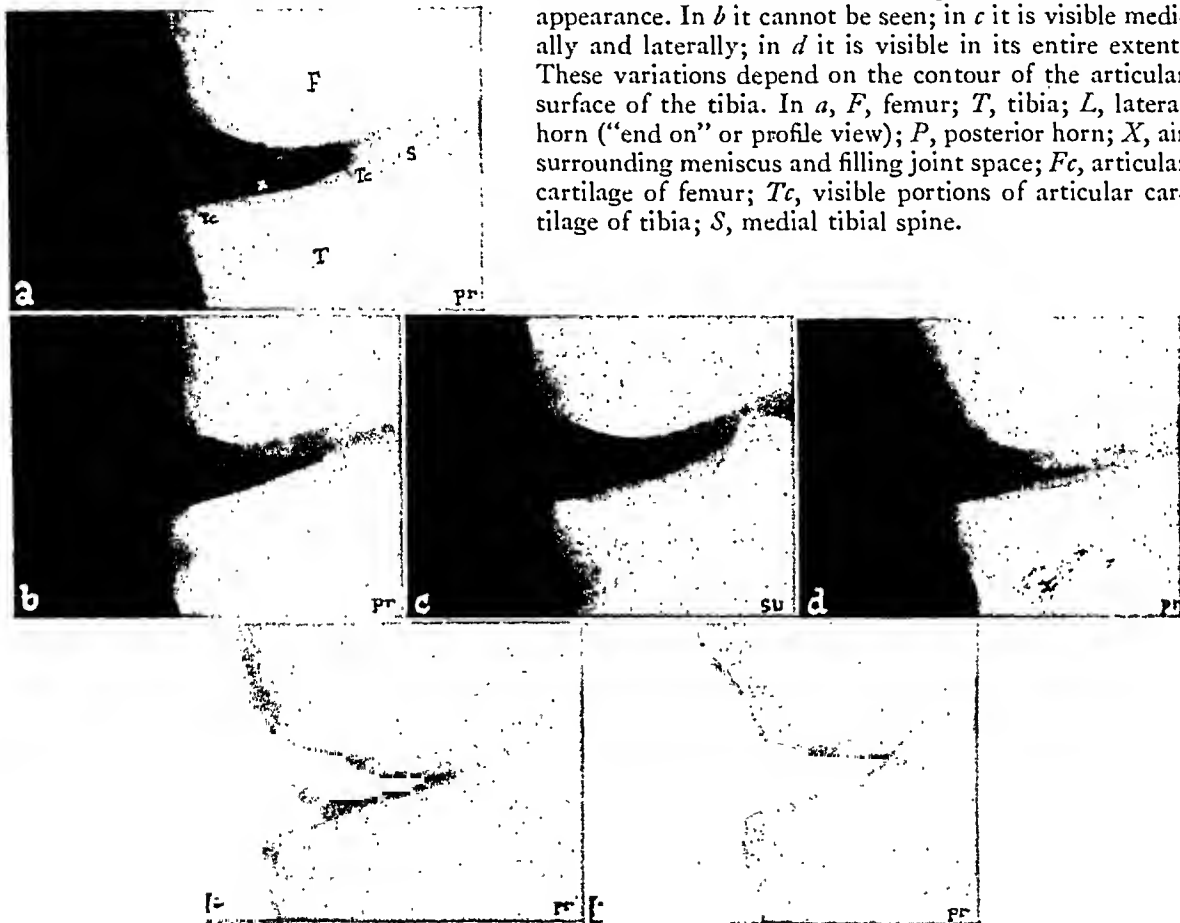 appearance. In b it cannot be seen; in c it is visible medi-
ally and laterally; in d it is visible in its entire extent
These variations depend on the contour of the articular
surface of the tibia. In a, F, femur; T, tibia; L, latera
horn ("end on" or profile view); P, posterior horn; X, air
surrounding meniscus and filling joint space; Fc, articular
cartilage of femur; Tc, visible portions of articular car-
tilage of tibia; S, medial tibial spine.
F
S
Tc
x
Tc
T
a
pr
b
pr
c
su
d
pr
pr
pr